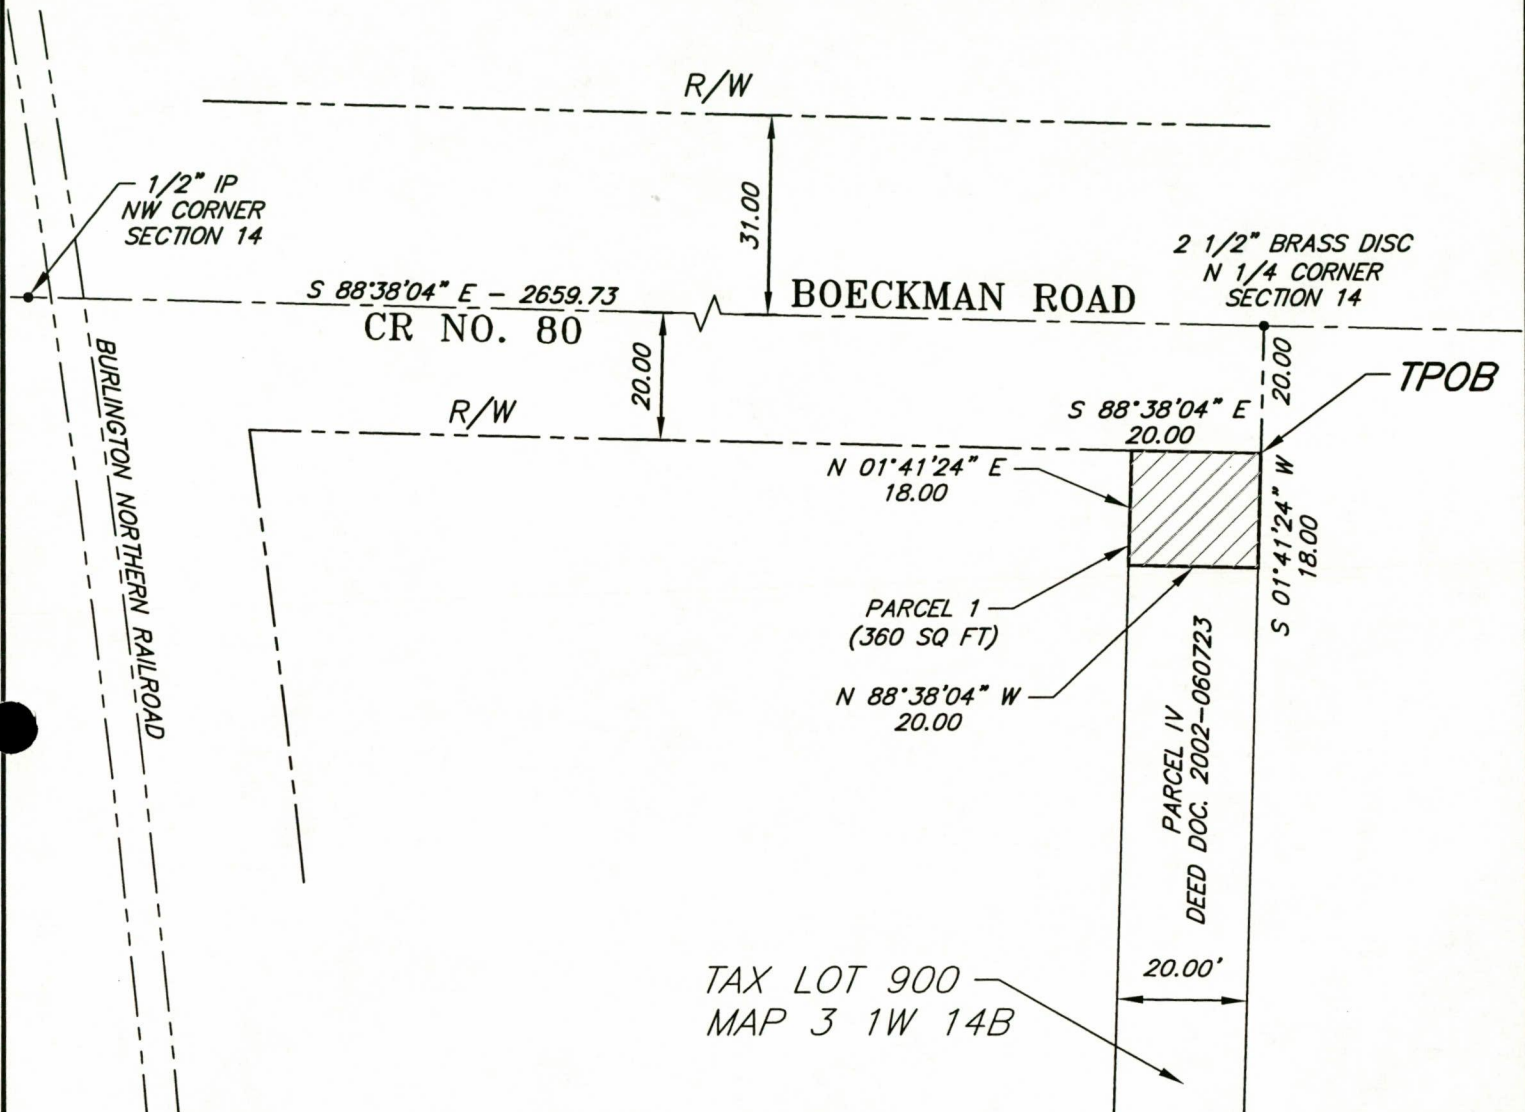 R/W
1/2" IP
NW CORNER
SECTION 14
31.00
2 1/2" BRASS DISC
N 1/4 CORNER
SECTION 14
S 88°38'04" E - 2659.73
CR NO. 80
BOECKMAN ROAD
20.00
R/W
20.00
TPOB
S 88°38'04" E
20.00
N 01°41'24" E
18.00
S 01°41'24" W
18.00
BURLINGTON NORTHERN RAILROAD
PARCEL 1
(360 SQ FT)
N 88°38'04" W
20.00
PARCEL IV
DEED DOC. 2002-060723
20.00'
TAX LOT 900
MAP 3 1W 14B